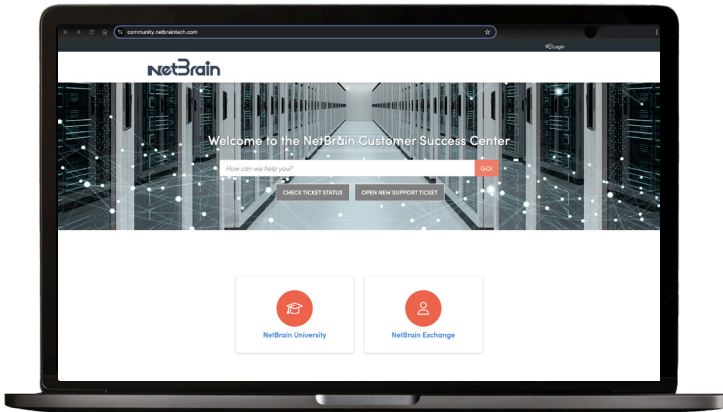 community.netbraintech.com
Login
NetBrain
Welcome to the NetBrain Customer Success Center
How can we help you?
GO!
CHECK TICKET STATUS
OPEN NEW SUPPORT TICKET
NetBrain University
NetBrain Exchange